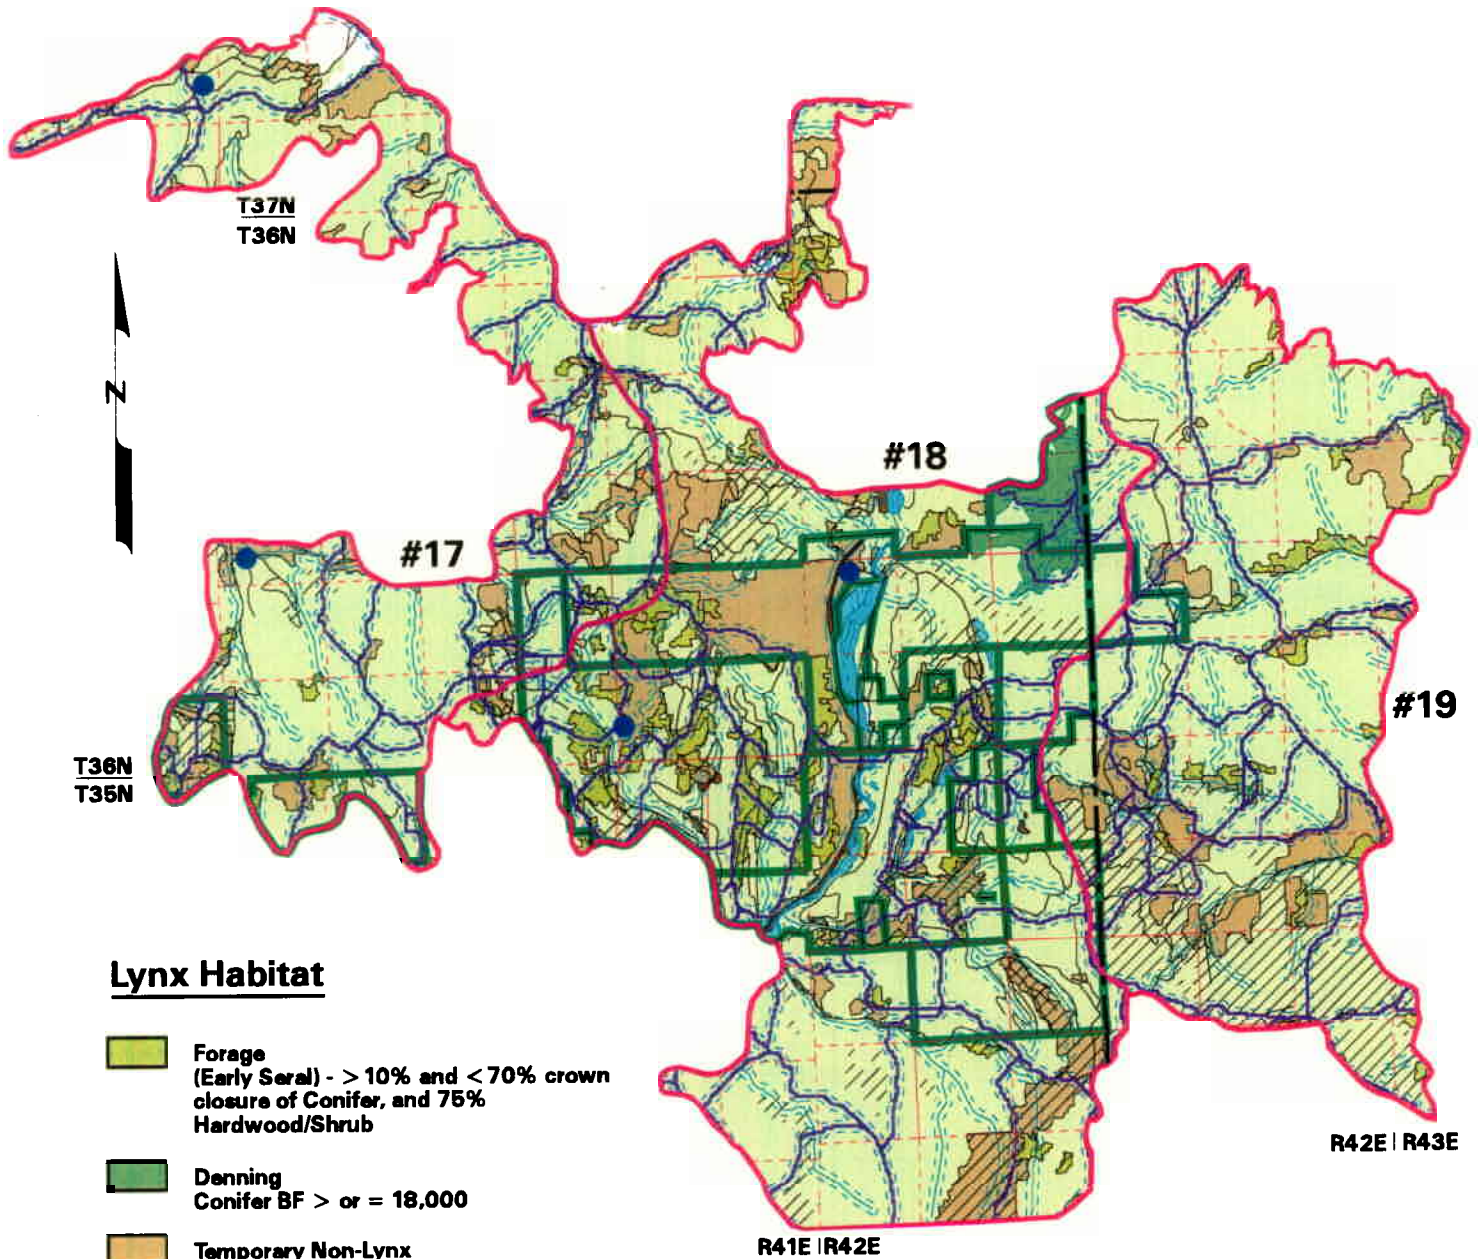 T37N
T36N
N
#18
#17
#19
T36N
T35N
Lynx Habitat
Forage
(Early Seral) - > 10% and < 70% crown
closure of Conifer, and 75%
Hardwood/Shrub
R42E | R43E
Denning
Conifer BF > or = 18,000
Temporary Non-Lynx
R41E | R42E